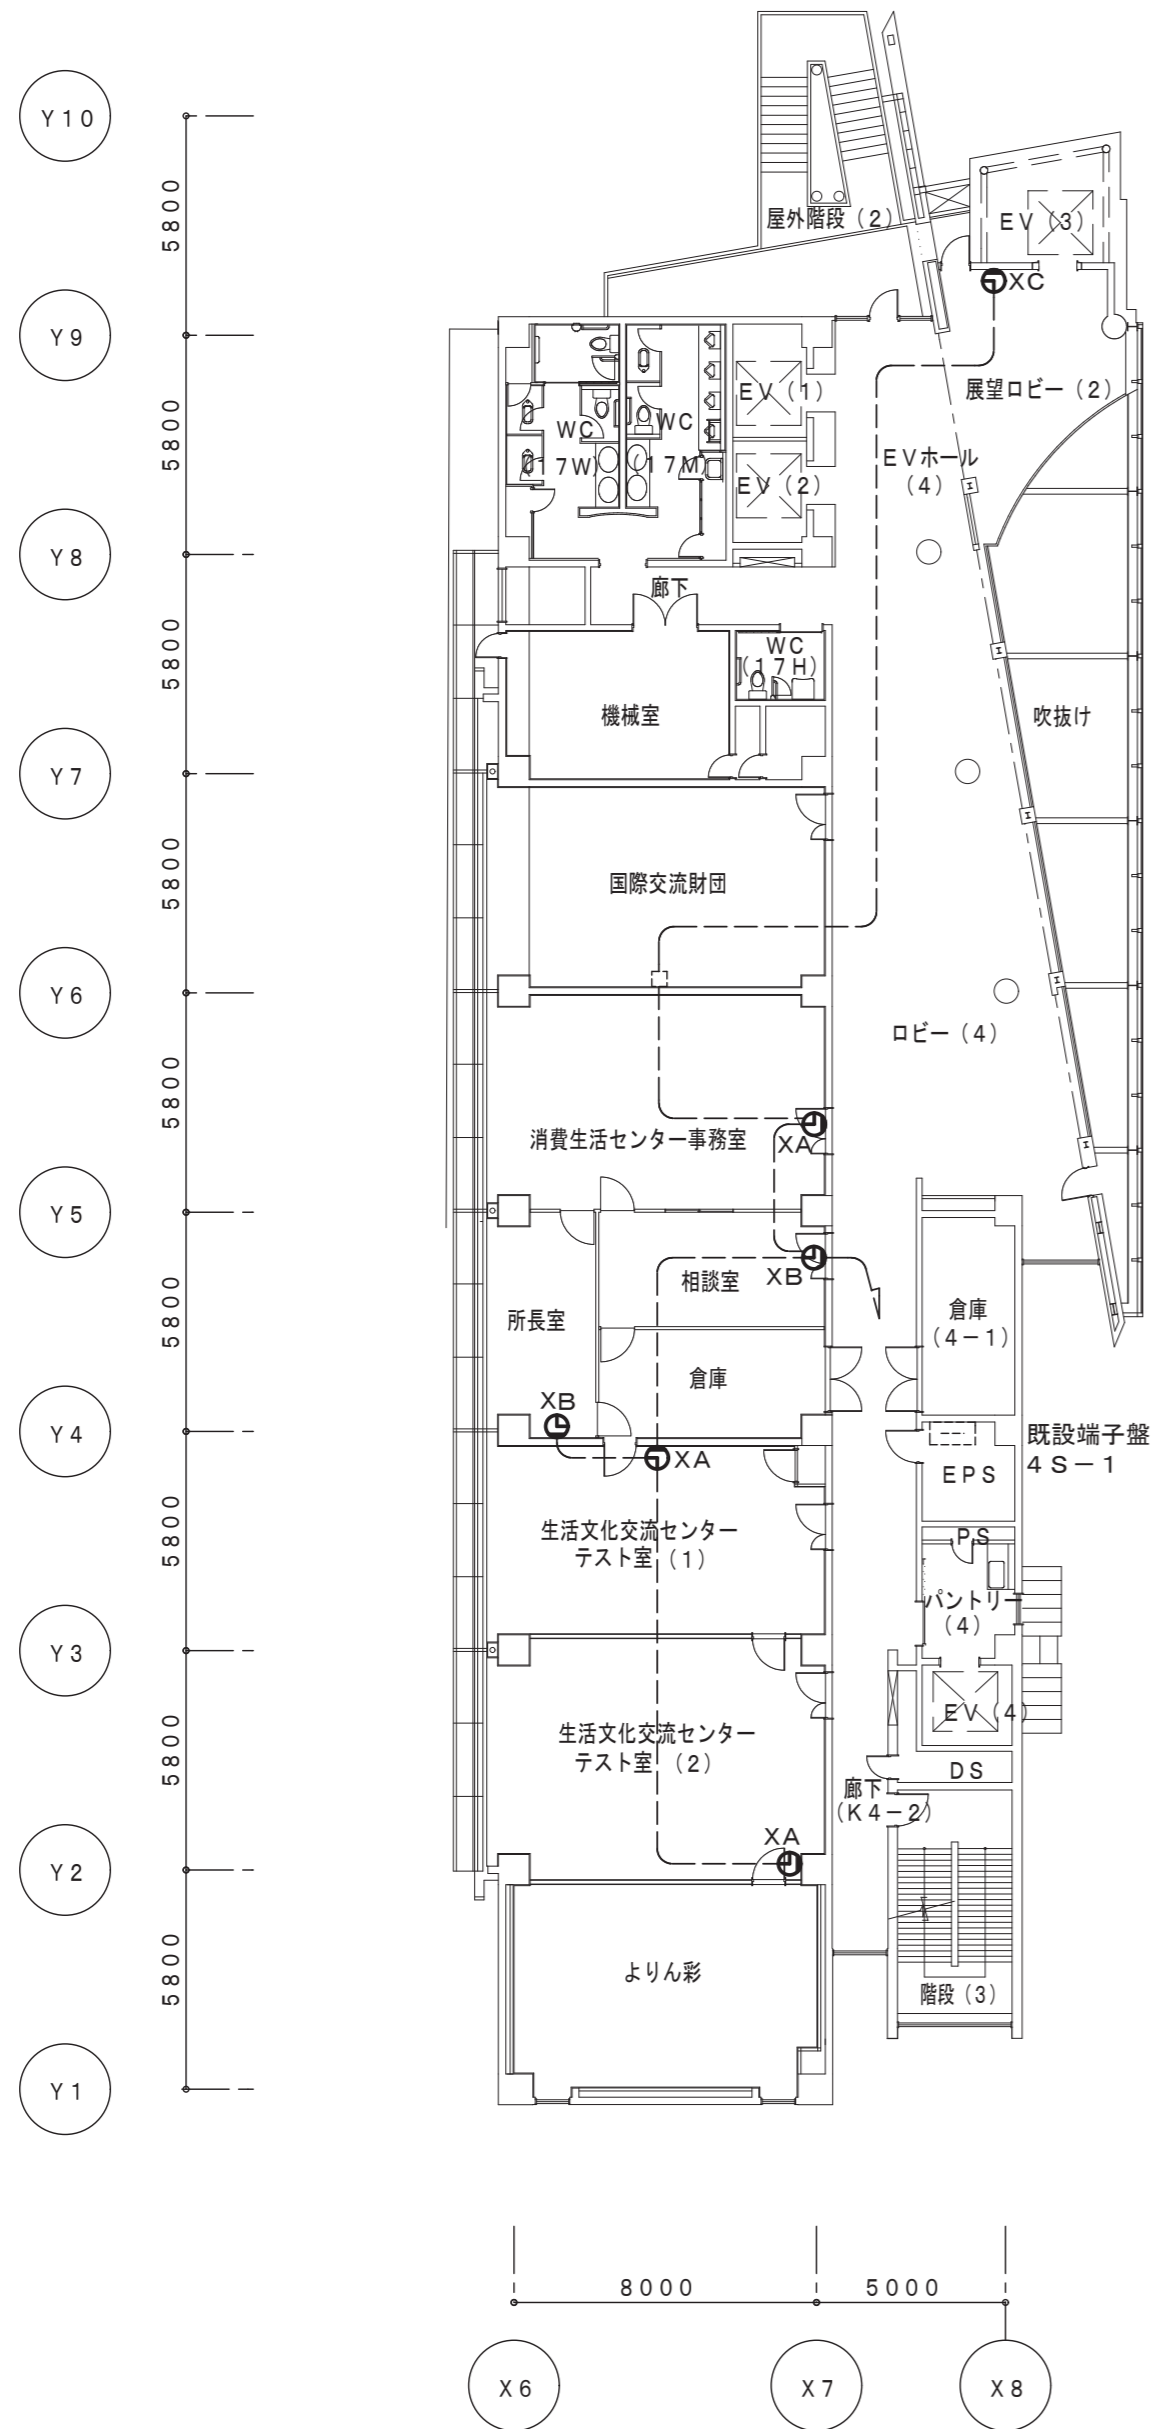 Y10
5800
屋外階段（2）
EV（3）
XC
Y9
展望ロビー（2）
EV（1）
5800
WC
（17W）
WC
（17M）
EVホール
（4）
EV（2）
Y8
廊下
5800
WC
（17H）
機械室
吹抜け
Y7
5800
国際交流財団
Y6
ロビー（4）
5800
消費生活センター事務室
XA
Y5
相談室
XB
5800
所長室
倉庫
（4－1）
倉庫
XB
Y4
既設端子盤
4S－1
XA
EPS
5800
生活文化交流センター
テスト室（1）
PS
パントリー
（4）
Y3
EV（4）
生活文化交流センター
テスト室（2）
5800
DS
廊下
（K4－2）
XA
Y2
よりん彩
5800
階段（3）
Y1
8000
5000
X6
X7
X8